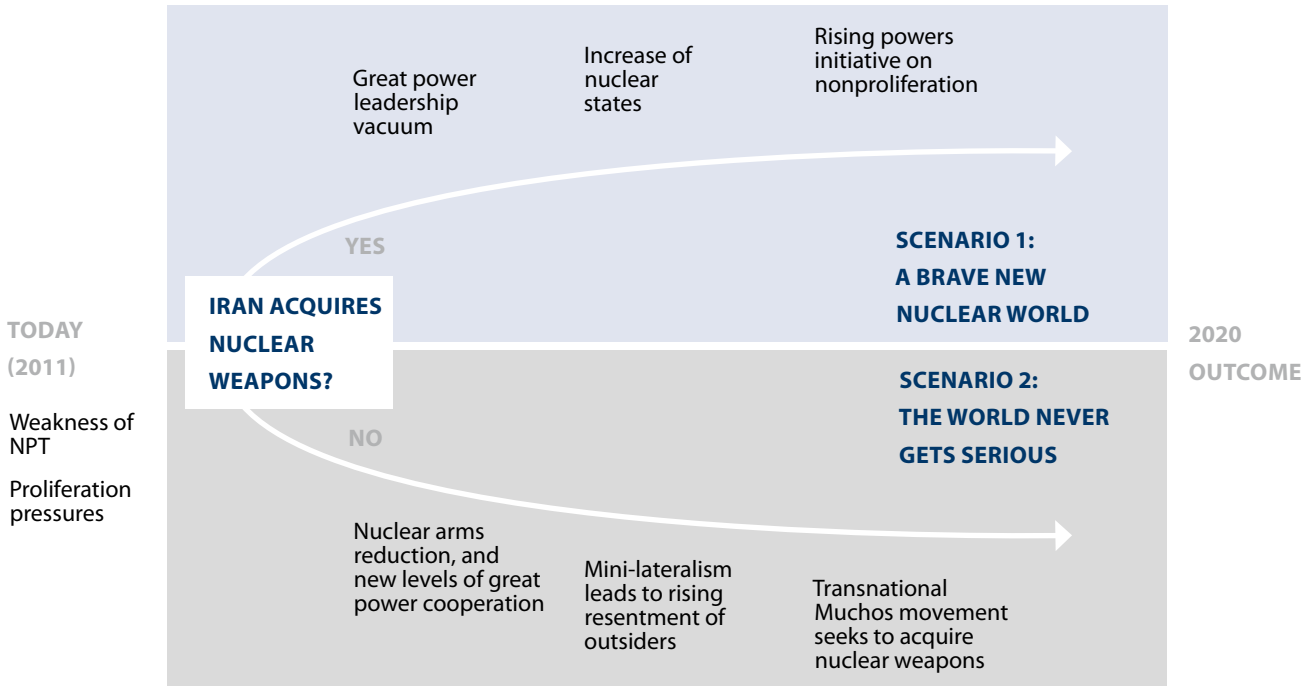 Great power
leadership
vacuum
Increase of
nuclear
states
Rising powers
initiative on
nonproliferation
YES
SCENARIO 1:
A BRAVE NEW
NUCLEAR WORLD
IRAN ACQUIRES
NUCLEAR
WEAPONS?
TODAY
(2011)
Weakness of
NPT
Proliferation
pressures
2020
OUTCOME
SCENARIO 2:
THE WORLD NEVER
GETS SERIOUS
NO
Nuclear arms
reduction, and
new levels of great
power cooperation
Mini-lateralism
leads to rising
resentment of
outsiders
Transnational
Muchos movement
seeks to acquire
nuclear weapons